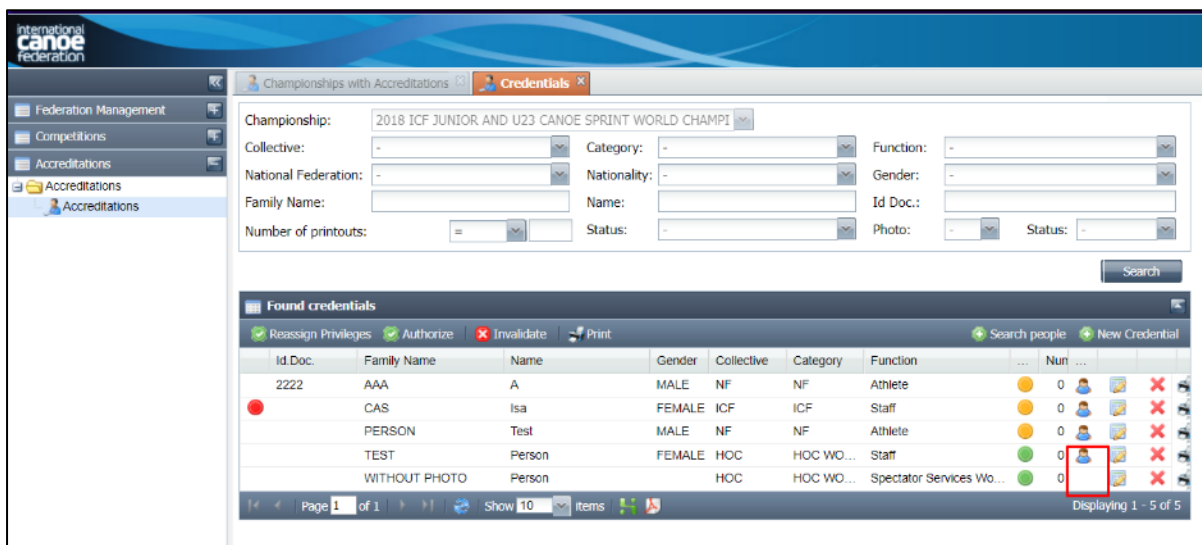 international
canoe
federation
Championships with Accreditations Credentials
Federation Management
Competitions
Accreditations
Accreditations
Accreditations
Championship: 2018 ICF JUNIOR AND U23 CANOE SPRINT WORLD CHAMPI
Collective: - Category: - Function: -
National Federation: - Nationality: - Gender: -
Family Name: Name: Id Doc.:
Number of printouts: = Status: - Photo: - Status: -
Search
Found credentials
Reassign Privileges Authorize Invalidate Print Search people New Credential
Id.Doc. Family Name Name Gender Collective Category Function ... Nun ...
2222 AAA A MALE NF NF Athlete 0
CAS Isa FEMALE ICF ICF Staff 0
PERSON Test MALE NF NF Athlete 0
TEST Person FEMALE HOC HOC WO... Staff 0
WITHOUT PHOTO Person HOC HOC WO... Spectator Services Wo... 0
Page 1 of 1 Show 10 items Displaying 1 - 5 of 5